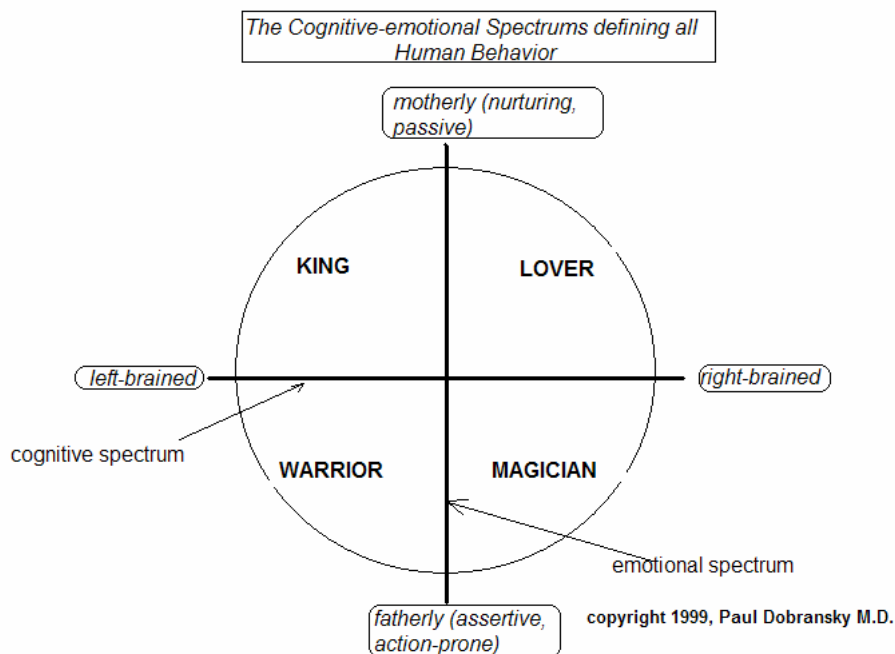 The Cognitive-emotional Spectrums defining all
Human Behavior
motherly (nurturing,
passive)
KING
LOVER
left-brained
right-brained
cognitive spectrum
WARRIOR
MAGICIAN
emotional spectrum
fatherly (assertive,
action-prone)
copyright 1999, Paul Dobransky M.D.